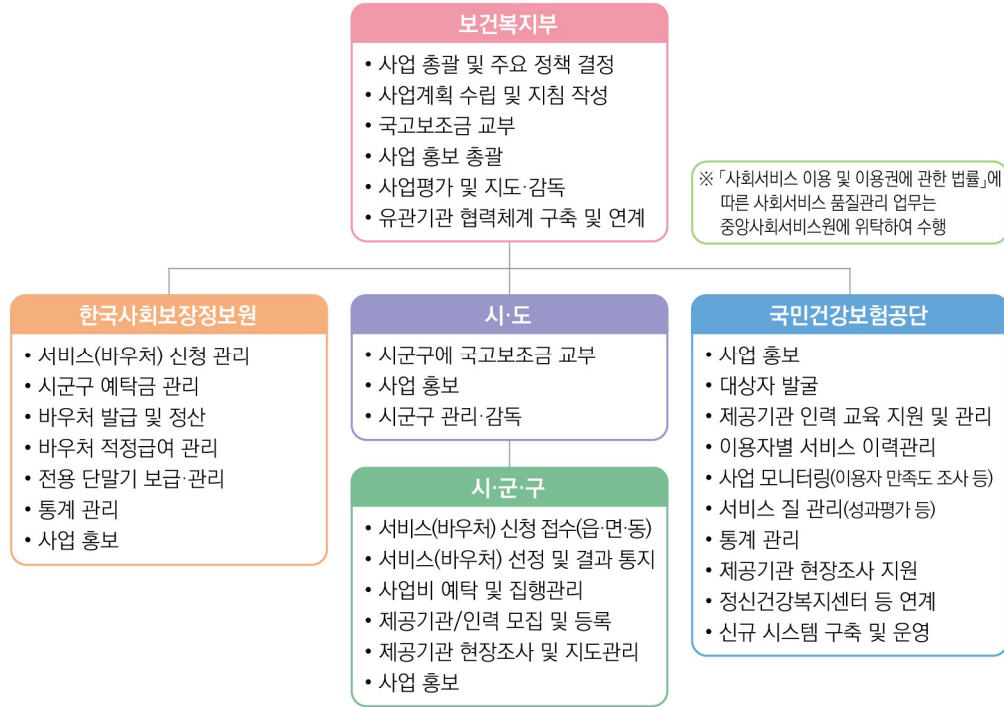 보건복지부
• 사업 총괄 및 주요 정책 결정
• 사업계획 수립 및 지침 작성
• 국고보조금 교부
• 사업 홍보 총괄
• 사업평가 및 지도·감독
• 유관기관 협력체계 구축 및 연계
※ 「사회서비스 이용 및 이용권에 관한 법률」에
따른 사회서비스 품질관리 업무는
중앙사회서비스원에 위탁하여 수행
한국사회보장정보원
• 서비스(바우처) 신청 관리
• 시군구 예탁금 관리
• 바우처 발급 및 정산
• 바우처 적정급여 관리
• 전용 단말기 보급·관리
• 통계 관리
• 사업 홍보
시·도
• 시군구에 국고보조금 교부
• 사업 홍보
• 시군구 관리·감독
시·군·구
• 서비스(바우처) 신청 접수(읍·면·동)
• 서비스(바우처) 선정 및 결과 통지
• 사업비 예탁 및 집행관리
• 제공기관/인력 모집 및 등록
• 제공기관 현장조사 및 지도관리
• 사업 홍보
국민건강보험공단
• 사업 홍보
• 대상자 발굴
• 제공기관 인력 교육 지원 및 관리
• 이용자별 서비스 이력관리
• 사업 모니터링(이용자 만족도 조사 등)
• 서비스 질 관리(성과평가 등)
• 통계 관리
• 제공기관 현장조사 지원
• 정신건강복지센터 등 연계
• 신규 시스템 구축 및 운영